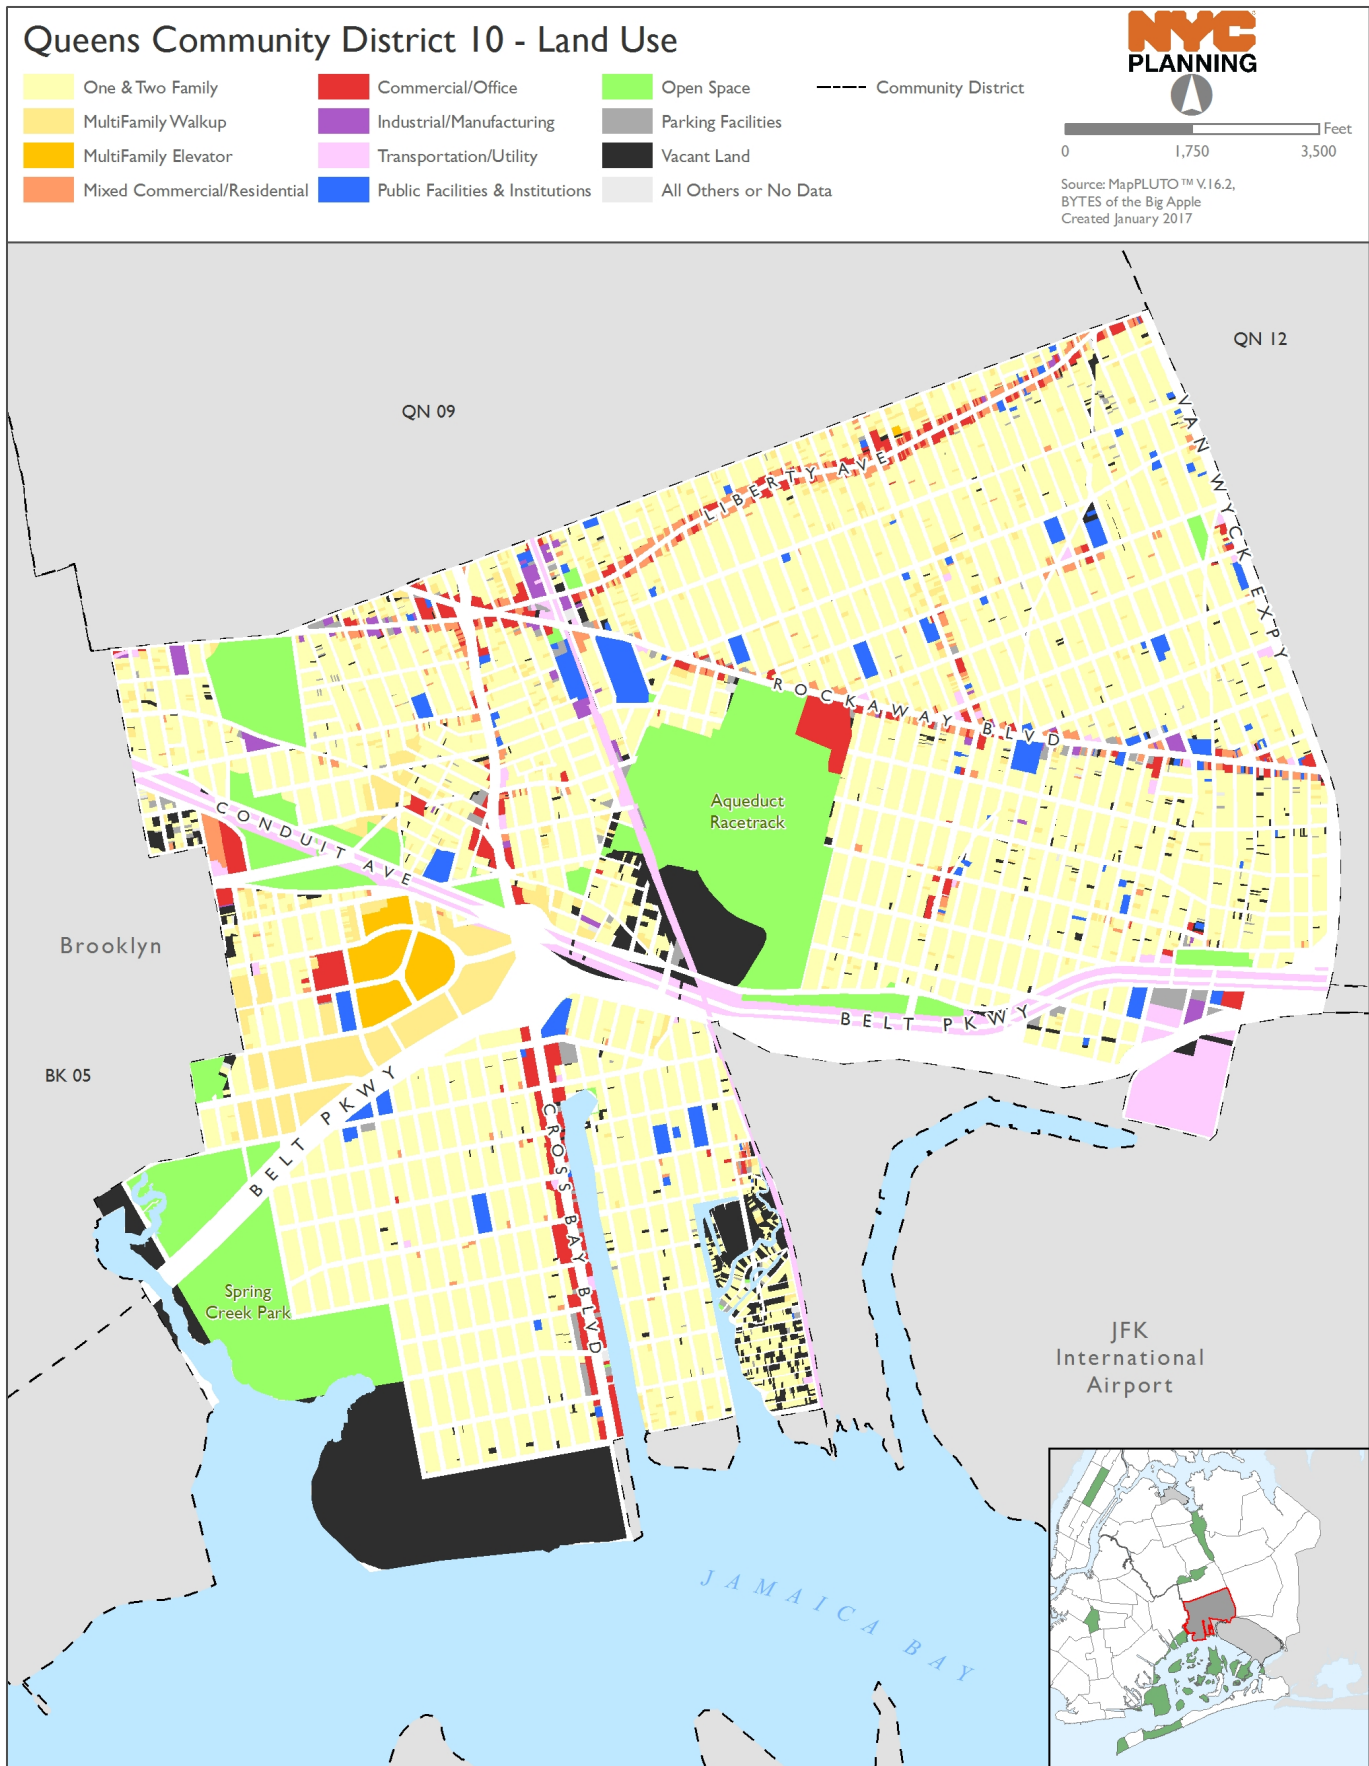 Queens Community District 10 - Land Use
One & Two Family
MultiFamily Walkup
MultiFamily Elevator
Mixed Commercial/Residential
Commercial/Office
Industrial/Manufacturing
Transportation/Utility
Public Facilities & Institutions
Open Space
Parking Facilities
Vacant Land
All Others or No Data
Community District
NYC
PLANNING
Feet
0 1,750 3,500
Source: MapPLUTO™ V.16.2,
BYTES of the Big Apple
Created January 2017
QN 12
QN 09
VAN WYCK EXPY
LIBERTY AVE
ROCKAWAY BLVD
Aqueduct
Racetrack
CONDUIT AVE
Brooklyn
BELT PKWY
BK 05
BELT PKWY
CROSS BAY BLVD
Spring
Creek Park
JFK
International
Airport
JAMAICA BAY